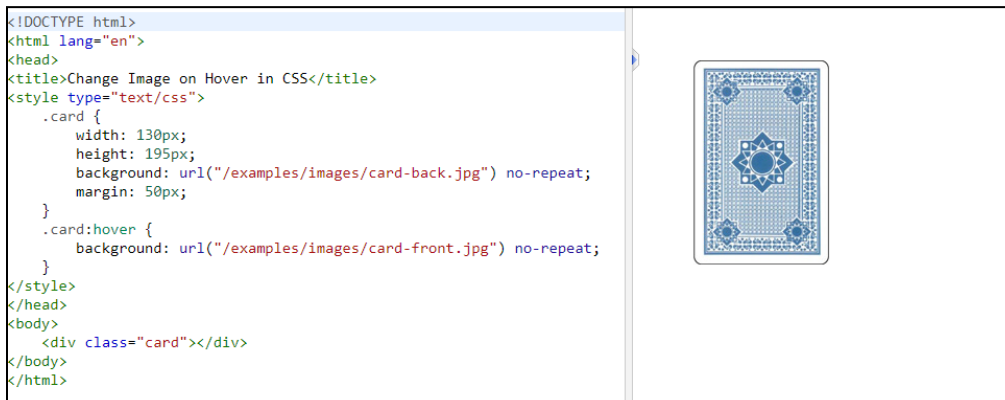 <!DOCTYPE html>
<html lang="en">
<head>
<title>Change Image on Hover in CSS</title>
<style type="text/css">
    .card {
        width: 130px;
        height: 195px;
        background: url("/examples/images/card-back.jpg") no-repeat;
        margin: 50px;
    }
    .card:hover {
        background: url("/examples/images/card-front.jpg") no-repeat;
    }
</style>
</head>
<body>
    <div class="card"></div>
</body>
</html>